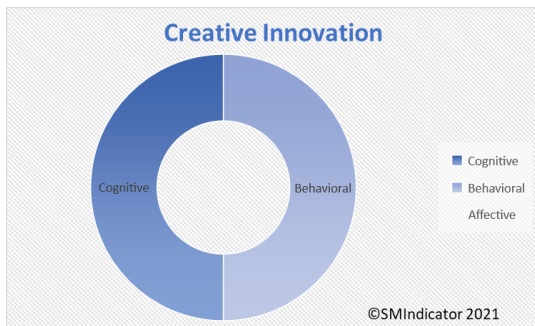 Creative Innovation
Cognitive
Behavioral
Cognitive
Behavioral
Affective
©SMIndicator 2021